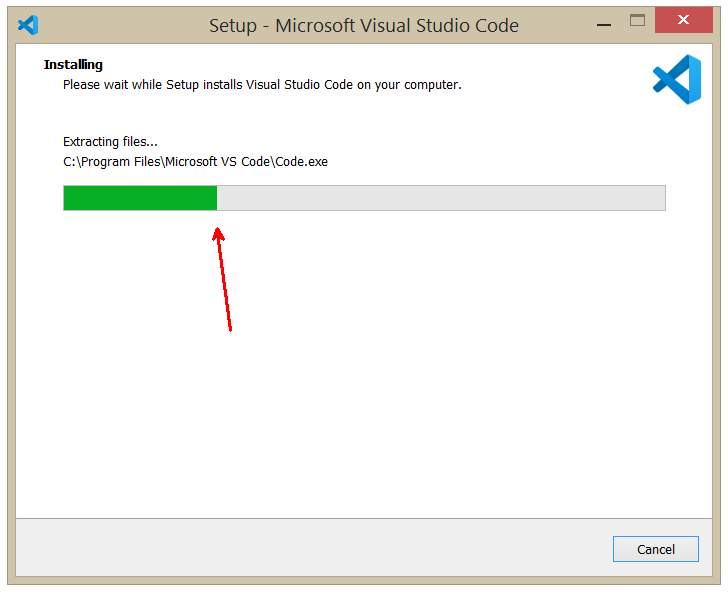 Setup - Microsoft Visual Studio Code
Installing
Please wait while Setup installs Visual Studio Code on your computer.
Extracting files...
C:\Program Files\Microsoft VS Code\Code.exe
Cancel